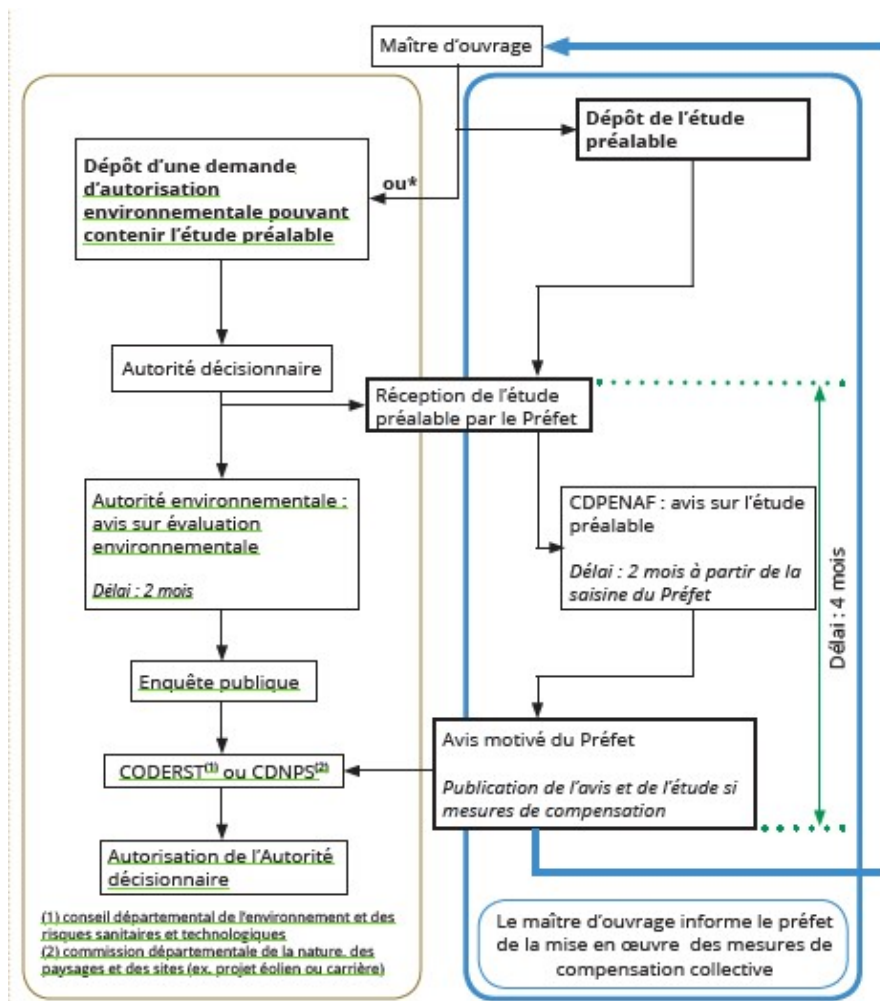 Maître d'ouvrage
Dépôt de l'étude
préalable
Dépôt d'une demande
d'autorisation
environnementale pouvant
contenir l'étude préalable
ou*
Autorité décisionnaire
Réception de l'étude
préalable par le Préfet
Autorité environnementale :
avis sur évaluation
environnementale
Délai : 2 mois
CDPENAF : avis sur l'étude
préalable
Délai : 2 mois à partir de la
saisine du Préfet
Délai : 4 mois
Enquête publique
Avis motivé du Préfet
Publication de l'avis et de l'étude si
mesures de compensation
CODERST(1) ou CDNPS(2)
Autorisation de l'Autorité
décisionnaire
(1) conseil départemental de l'environnement et des
risques sanitaires et technologiques
(2) commission départementale de la nature, des
paysages et des sites (ex. projet éolien ou carrière)
Le maître d'ouvrage informe le préfet
de la mise en œuvre des mesures de
compensation collective